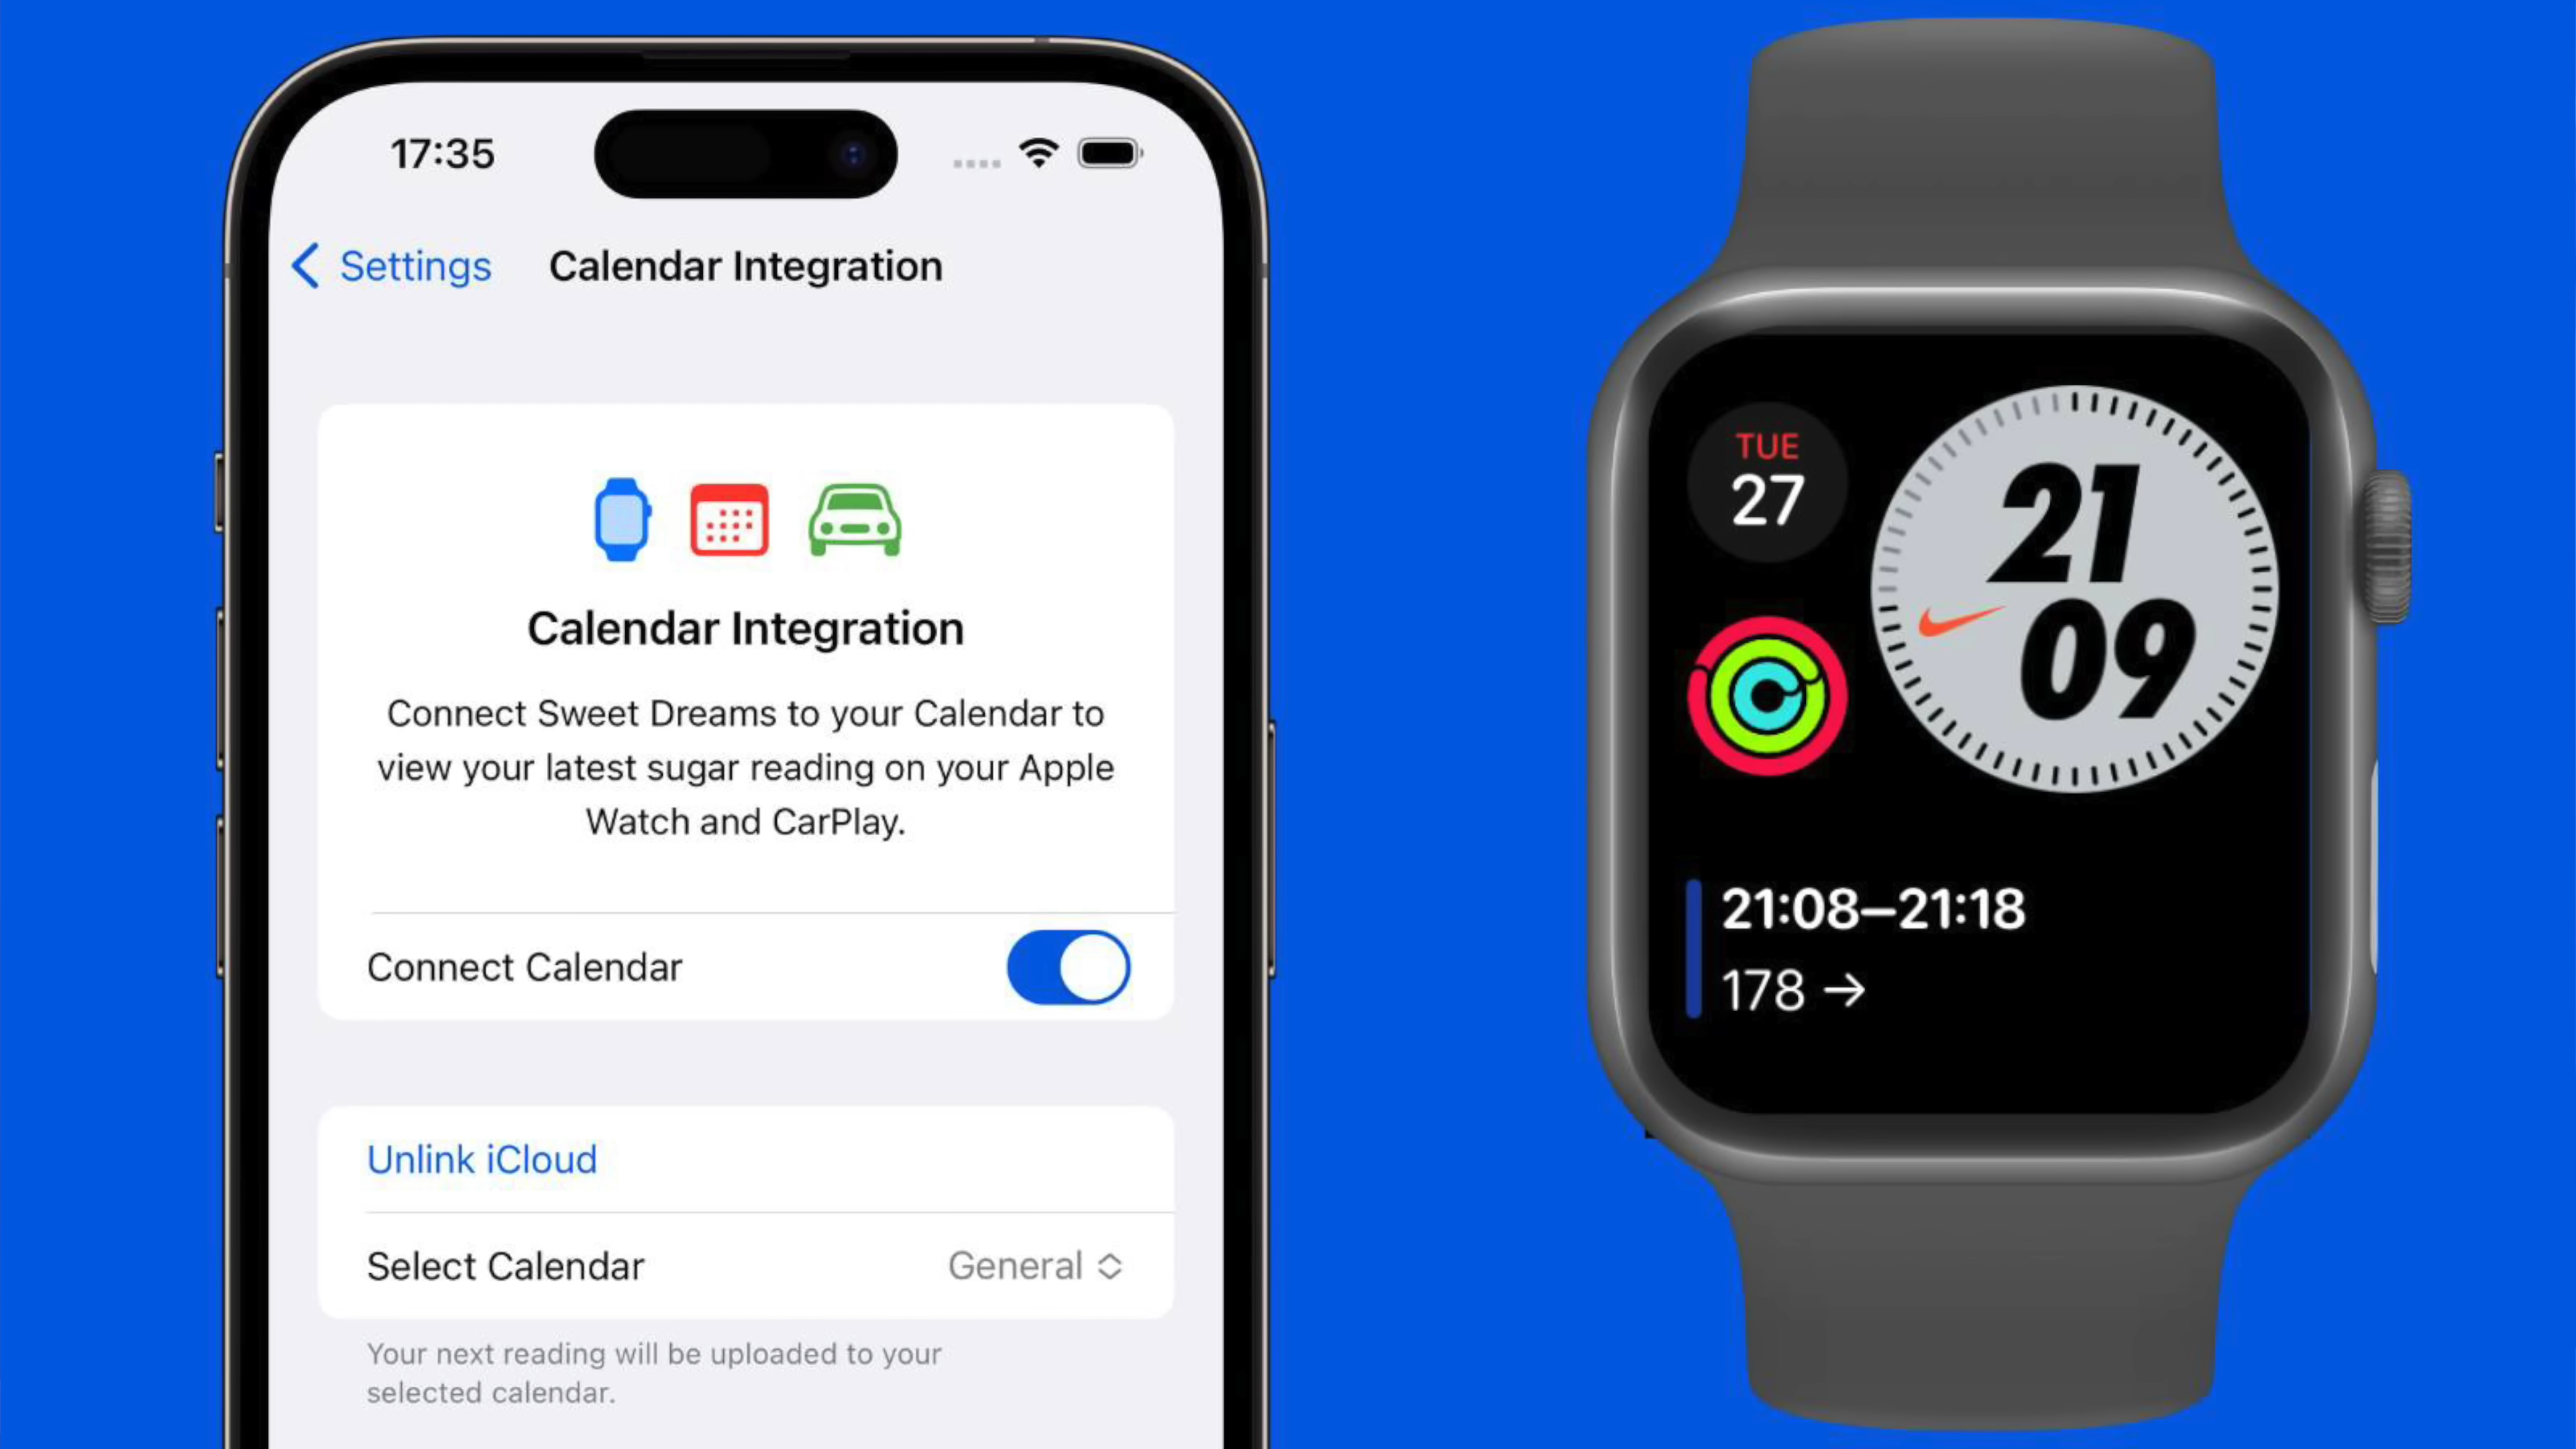 17:35
Settings
Calendar Integration
Calendar Integration
Connect Sweet Dreams to your Calendar to
view your latest sugar reading on your Apple
Watch and CarPlay.
Connect Calendar
Unlink iCloud
Select Calendar
General
Your next reading will be uploaded to your
selected calendar.
TUE
27
21
09
21:08–21:18
178 →